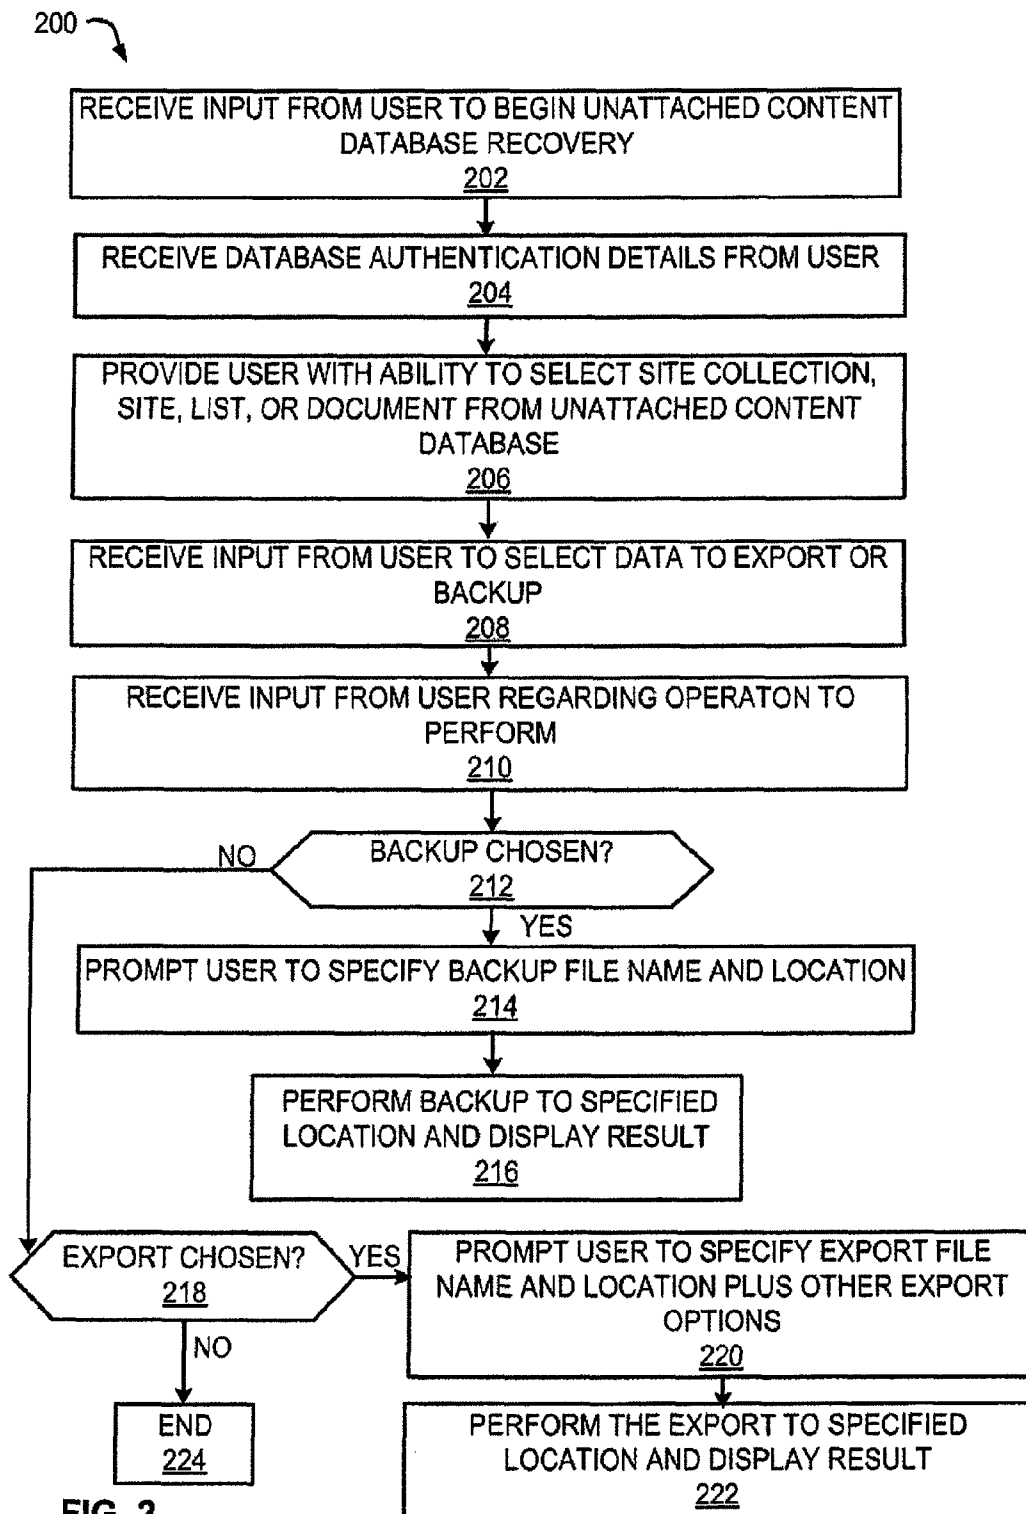 200
RECEIVE INPUT FROM USER TO BEGIN UNATTACHED CONTENT
DATABASE RECOVERY
202
RECEIVE DATABASE AUTHENTICATION DETAILS FROM USER
204
PROVIDE USER WITH ABILITY TO SELECT SITE COLLECTION,
SITE, LIST, OR DOCUMENT FROM UNATTACHED CONTENT
DATABASE
206
RECEIVE INPUT FROM USER TO SELECT DATA TO EXPORT OR
BACKUP
208
RECEIVE INPUT FROM USER REGARDING OPERATON TO
PERFORM
210
BACKUP CHOSEN?
212
NO
YES
PROMPT USER TO SPECIFY BACKUP FILE NAME AND LOCATION
214
PERFORM BACKUP TO SPECIFIED
LOCATION AND DISPLAY RESULT
216
EXPORT CHOSEN?
218
YES
NO
PROMPT USER TO SPECIFY EXPORT FILE
NAME AND LOCATION PLUS OTHER EXPORT
OPTIONS
220
END
224
PERFORM THE EXPORT TO SPECIFIED
LOCATION AND DISPLAY RESULT
222
FIG. 2